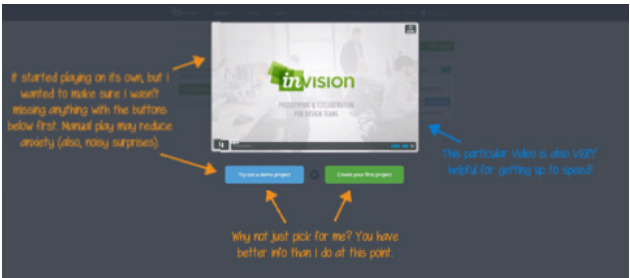 invision
PROTOTYPING & COLLABORATION
FOR DESIGN TEAMS
It started playing on its own, but I
wanted to make sure I wasn't
missing anything with the buttons
below first. Manual play may reduce
anxiety (also, noisy surprises).
This particular video is also VERY
helpful for getting up to speed!
Try out a demo project
Create your first project
Why not just pick for me? You have
better info than I do at this point.